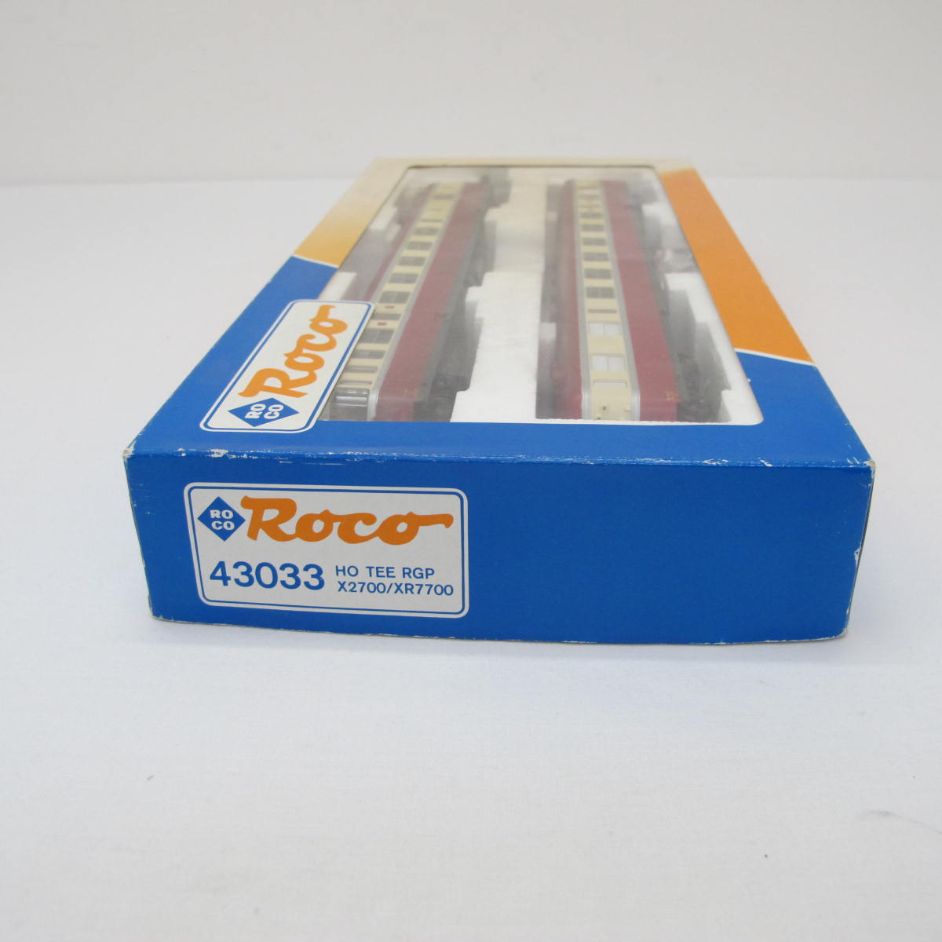 RO
CO
Roco
RO
CO
Roco
43033
HO TEE RGP
X2700/XR7700